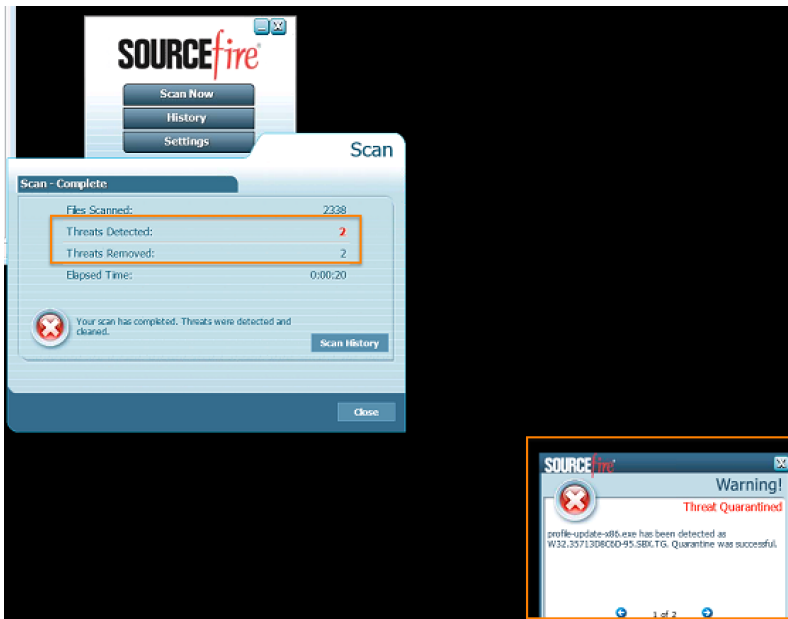 SOURCEfire
Scan Now
History
Settings
Scan
Scan - Complete
Files Scanned: 2338
Threats Detected: 2
Threats Removed: 2
Elapsed Time: 0:00:20
Your scan has completed. Threats were detected and
cleaned.
Scan History
Close
SOURCEfire
Warning!
Threat Quarantined
profile-update-x86.exe has been detected as
W32.35713D8C6D-95.SBX.TG. Quarantine was successful.
1 of 2